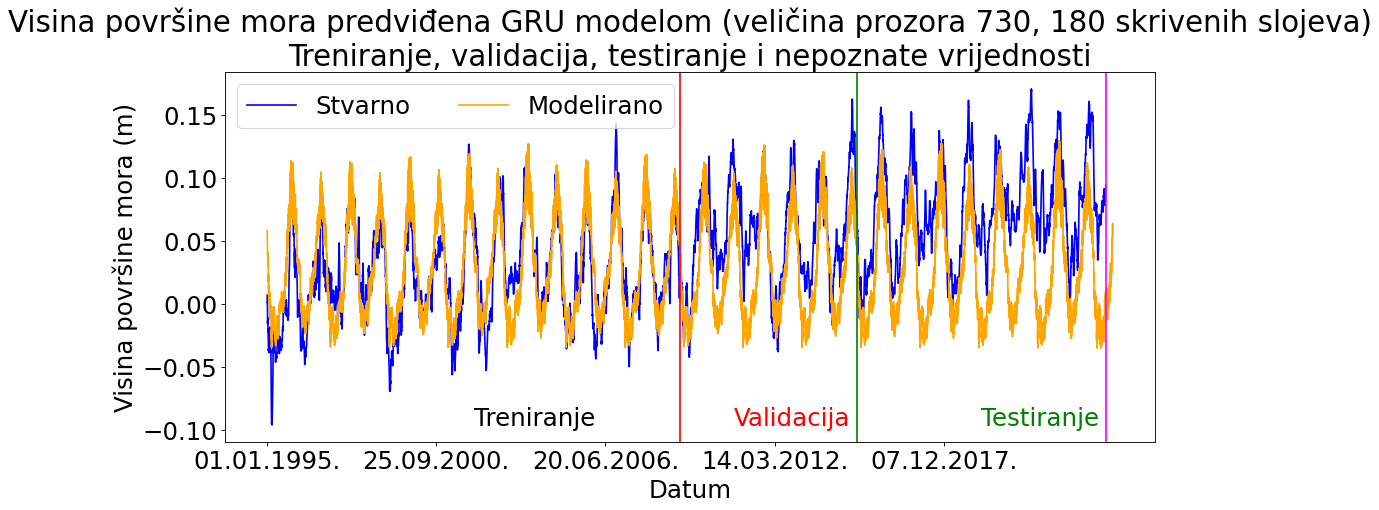 Visina površine mora predviđena GRU modelom (veličina prozora 730, 180 skrivenih slojeva)
Treniranje, validacija, testiranje i nepoznate vrijednosti
Stvarno
Modelirano
Visina površine mora (m)
0.15
0.10
0.05
0.00
−0.05
−0.10
Treniranje
Validacija
Testiranje
01.01.1995.
25.09.2000.
20.06.2006.
14.03.2012.
07.12.2017.
Datum